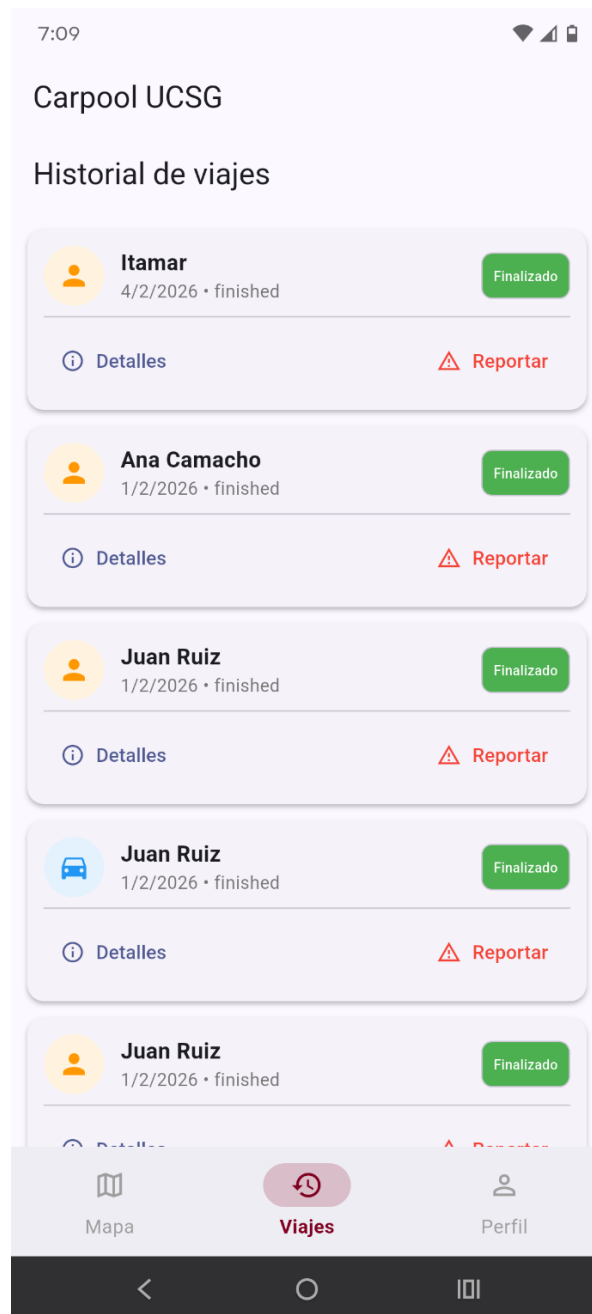 7:09
Carpool UCSG
Historial de viajes
Itamar
4/2/2026 • finished
Finalizado
Detalles
Reportar
Ana Camacho
1/2/2026 • finished
Finalizado
Detalles
Reportar
Juan Ruiz
1/2/2026 • finished
Finalizado
Detalles
Reportar
Juan Ruiz
1/2/2026 • finished
Finalizado
Detalles
Reportar
Juan Ruiz
1/2/2026 • finished
Finalizado
Detalles
Reportar
Mapa
Viajes
Perfil